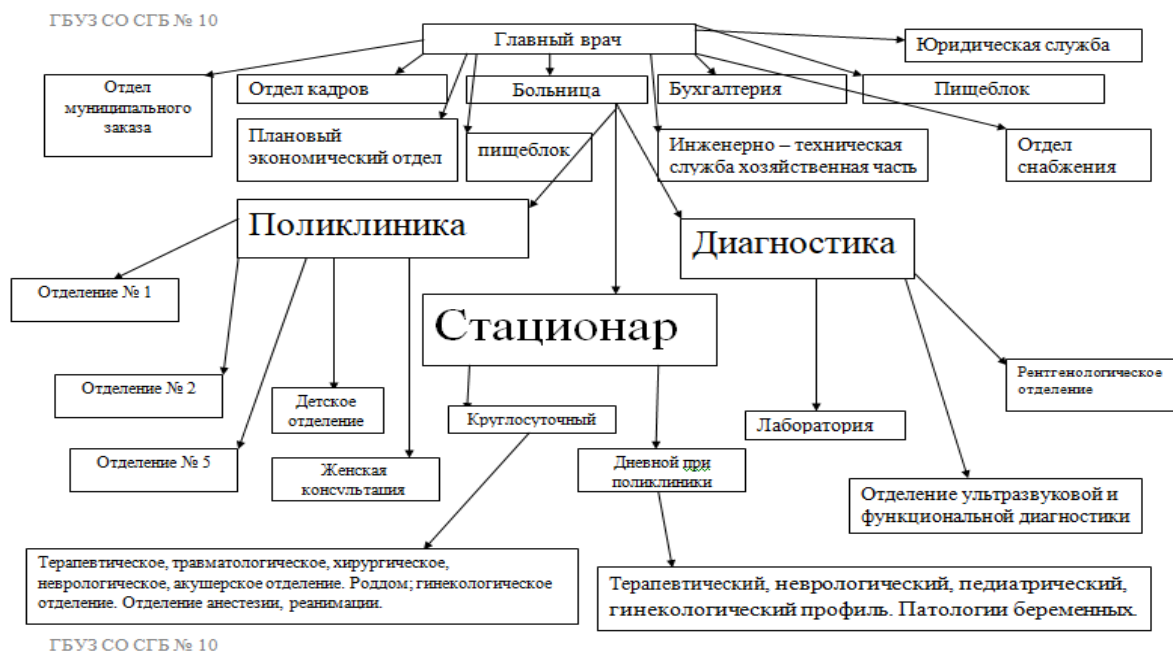 ГБУЗ СО СГБ № 10
Главный врач
Юридическая служба
Отдел
муниципального
заказа
Отдел кадров
Больница
Бухгалтерия
Пищеблок
Плановый
экономический отдел
пищеблок
Инженерно – техническая
служба хозяйственная часть
Отдел
снабжения
Поликлиника
Диагностика
Отделение № 1
Стационар
Отделение № 2
Детское
отделение
Круглосуточный
Лаборатория
Рентгенологическое
отделение
Отделение № 5
Женская
консультация
Дневной при
поликлиники
Отделение ультразвуковой и
функциональной диагностики
Терапевтическое, травматологическое, хирургическое,
неврологическое, акушерское отделение. Роддом; гинекологическое
отделение. Отделение анестезии, реанимации.
Терапевтический, неврологический, педиатрический,
гинекологический профиль. Патологии беременных.
ГБУЗ СО СГБ № 10